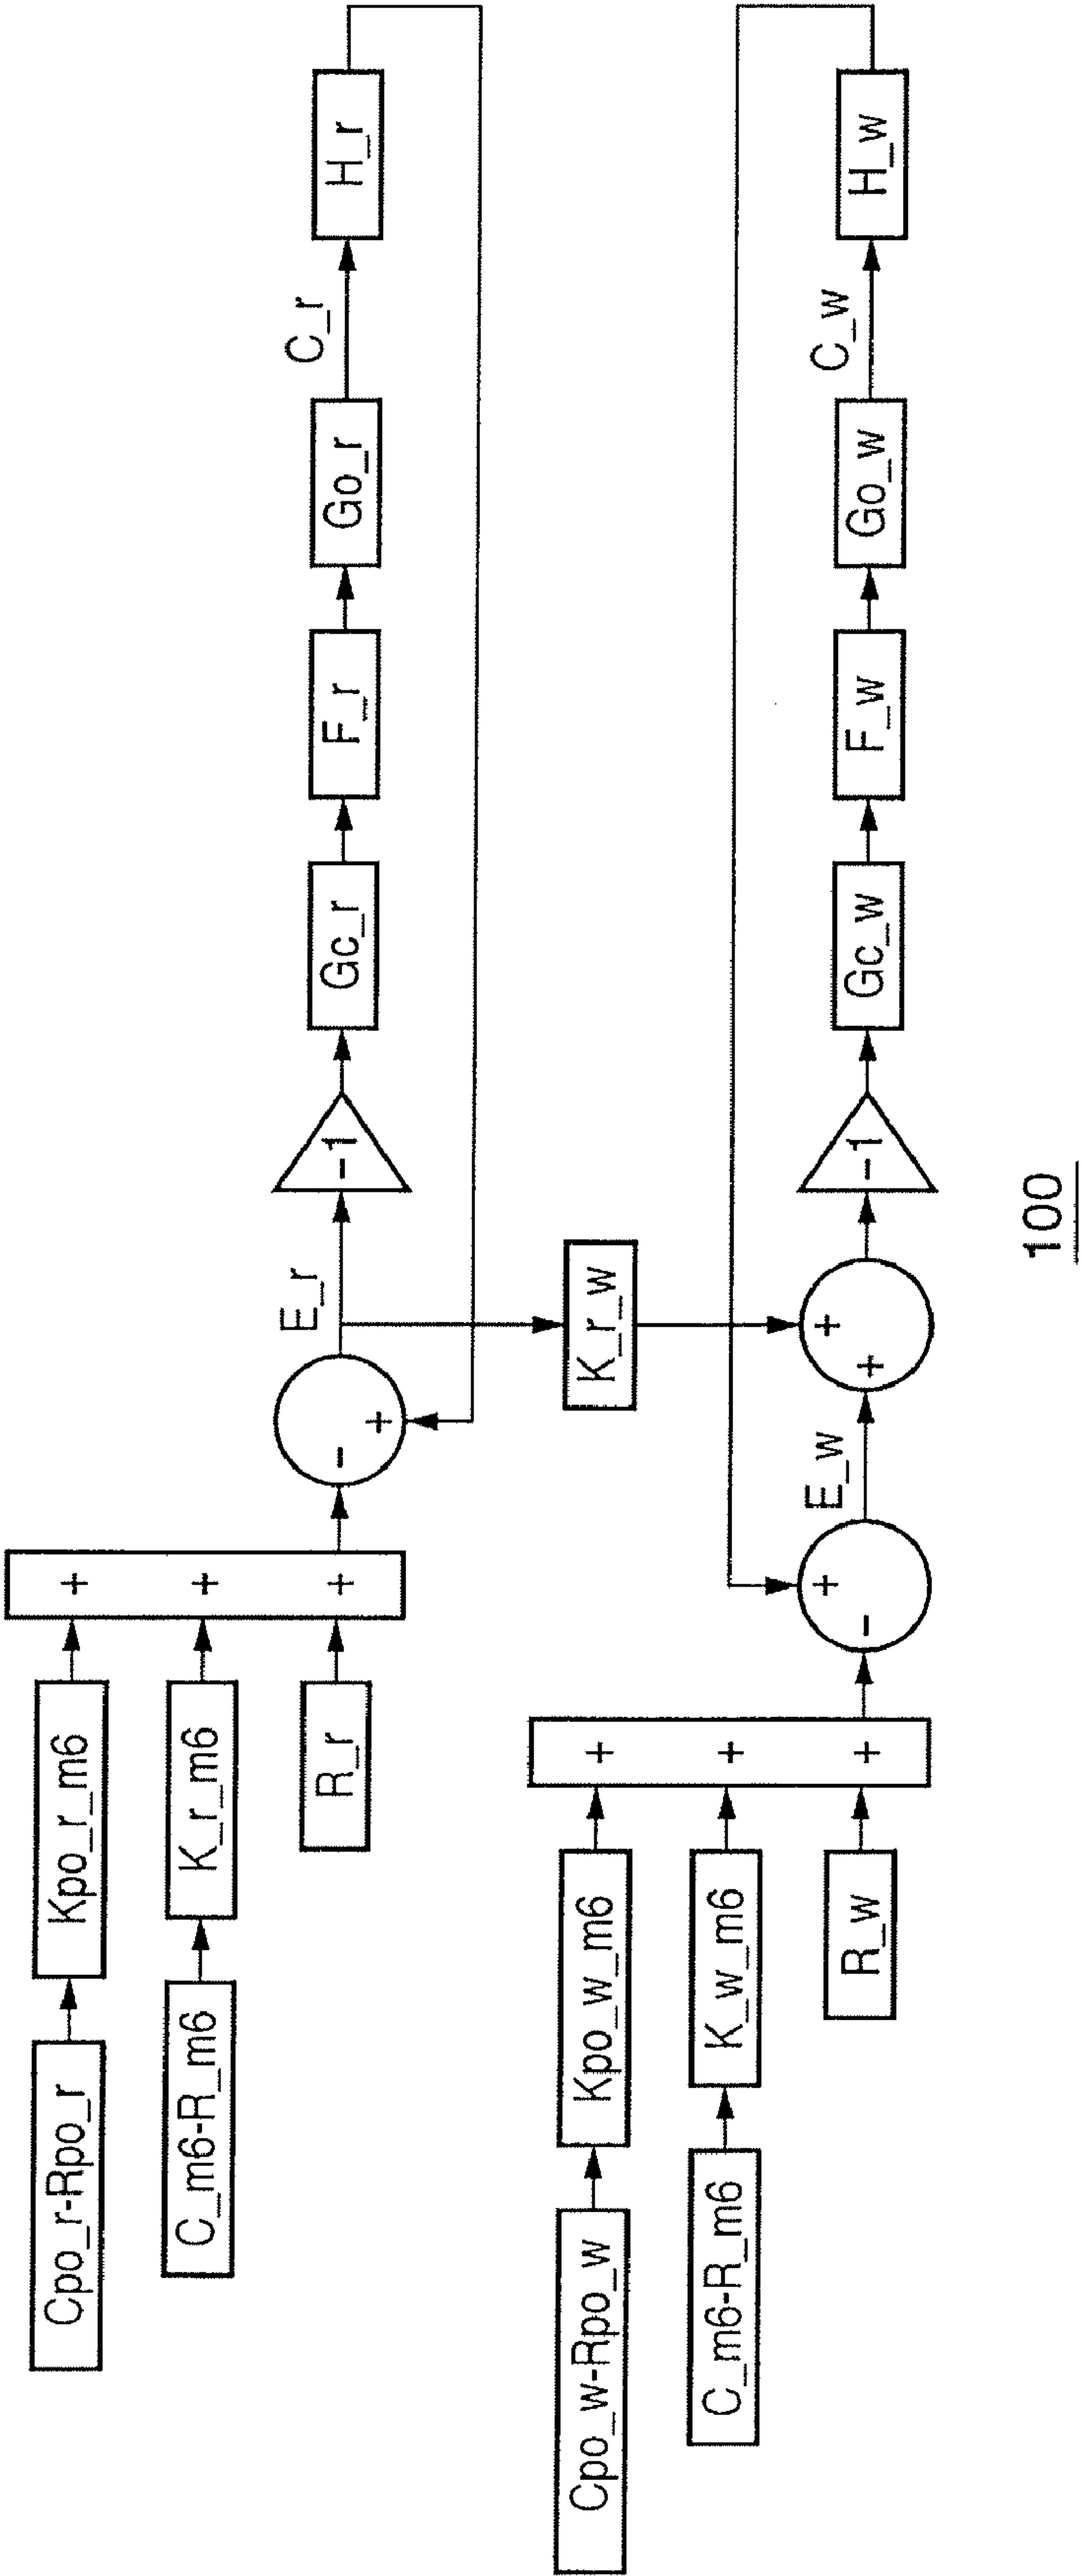 Cpo_r-Rpo_r
Kpo_r_m6
+
C_m6-R_m6
K_r_m6
+
R_r
+
-
+
E_r
-1
Gc_r
F_r
Go_r
C_r
H_r
K_r_w
Cpo_w-Rpo_w
Kpo_w_m6
+
C_m6-R_m6
K_w_m6
+
R_w
+
-
+
E_w
+
+
-1
Gc_w
F_w
Go_w
C_w
H_w
100